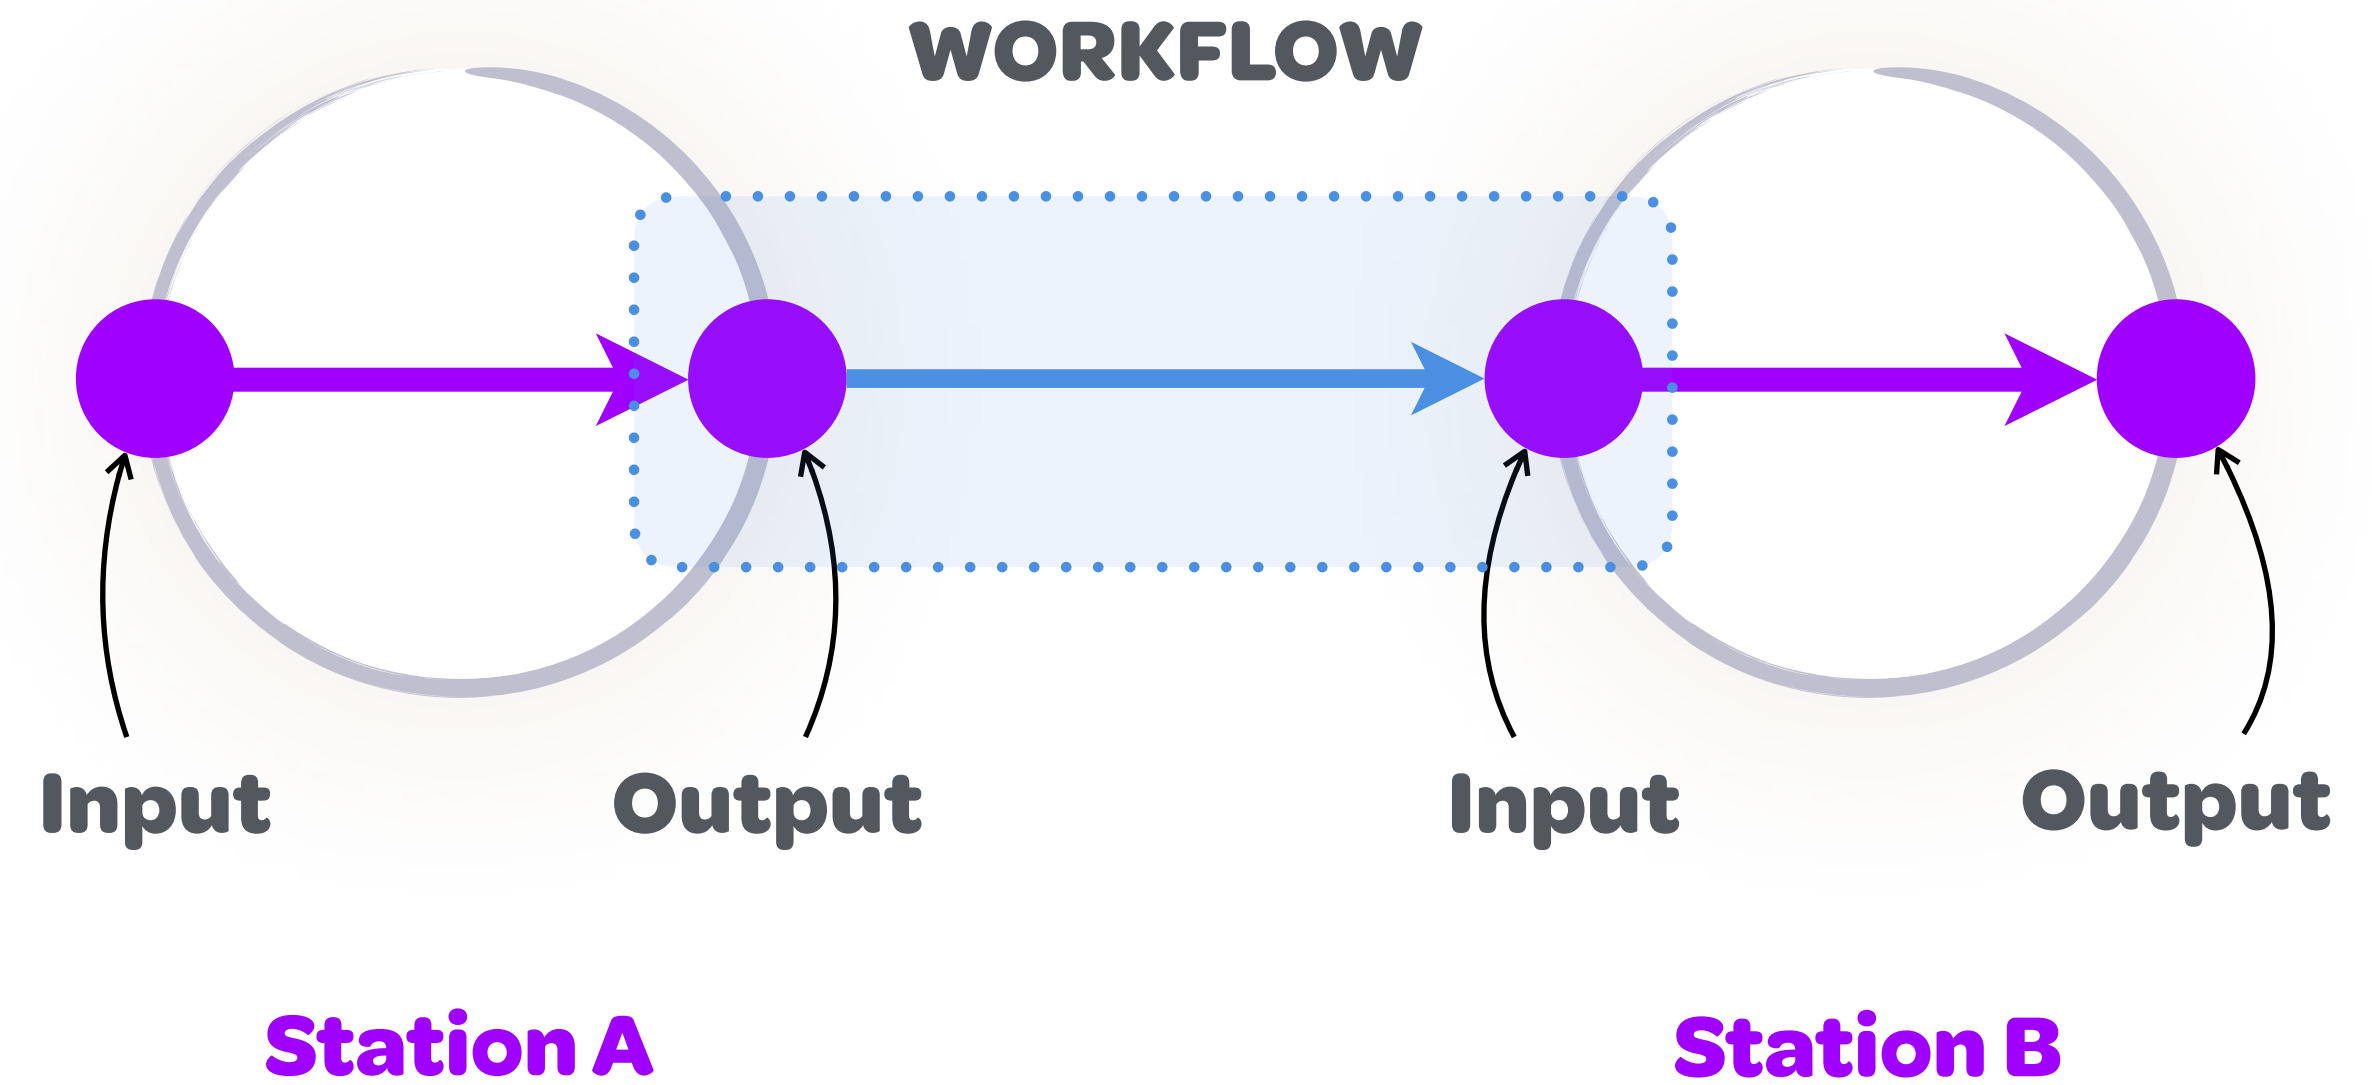 WORKFLOW
Input
Output
Input
Output
Station A
Station B